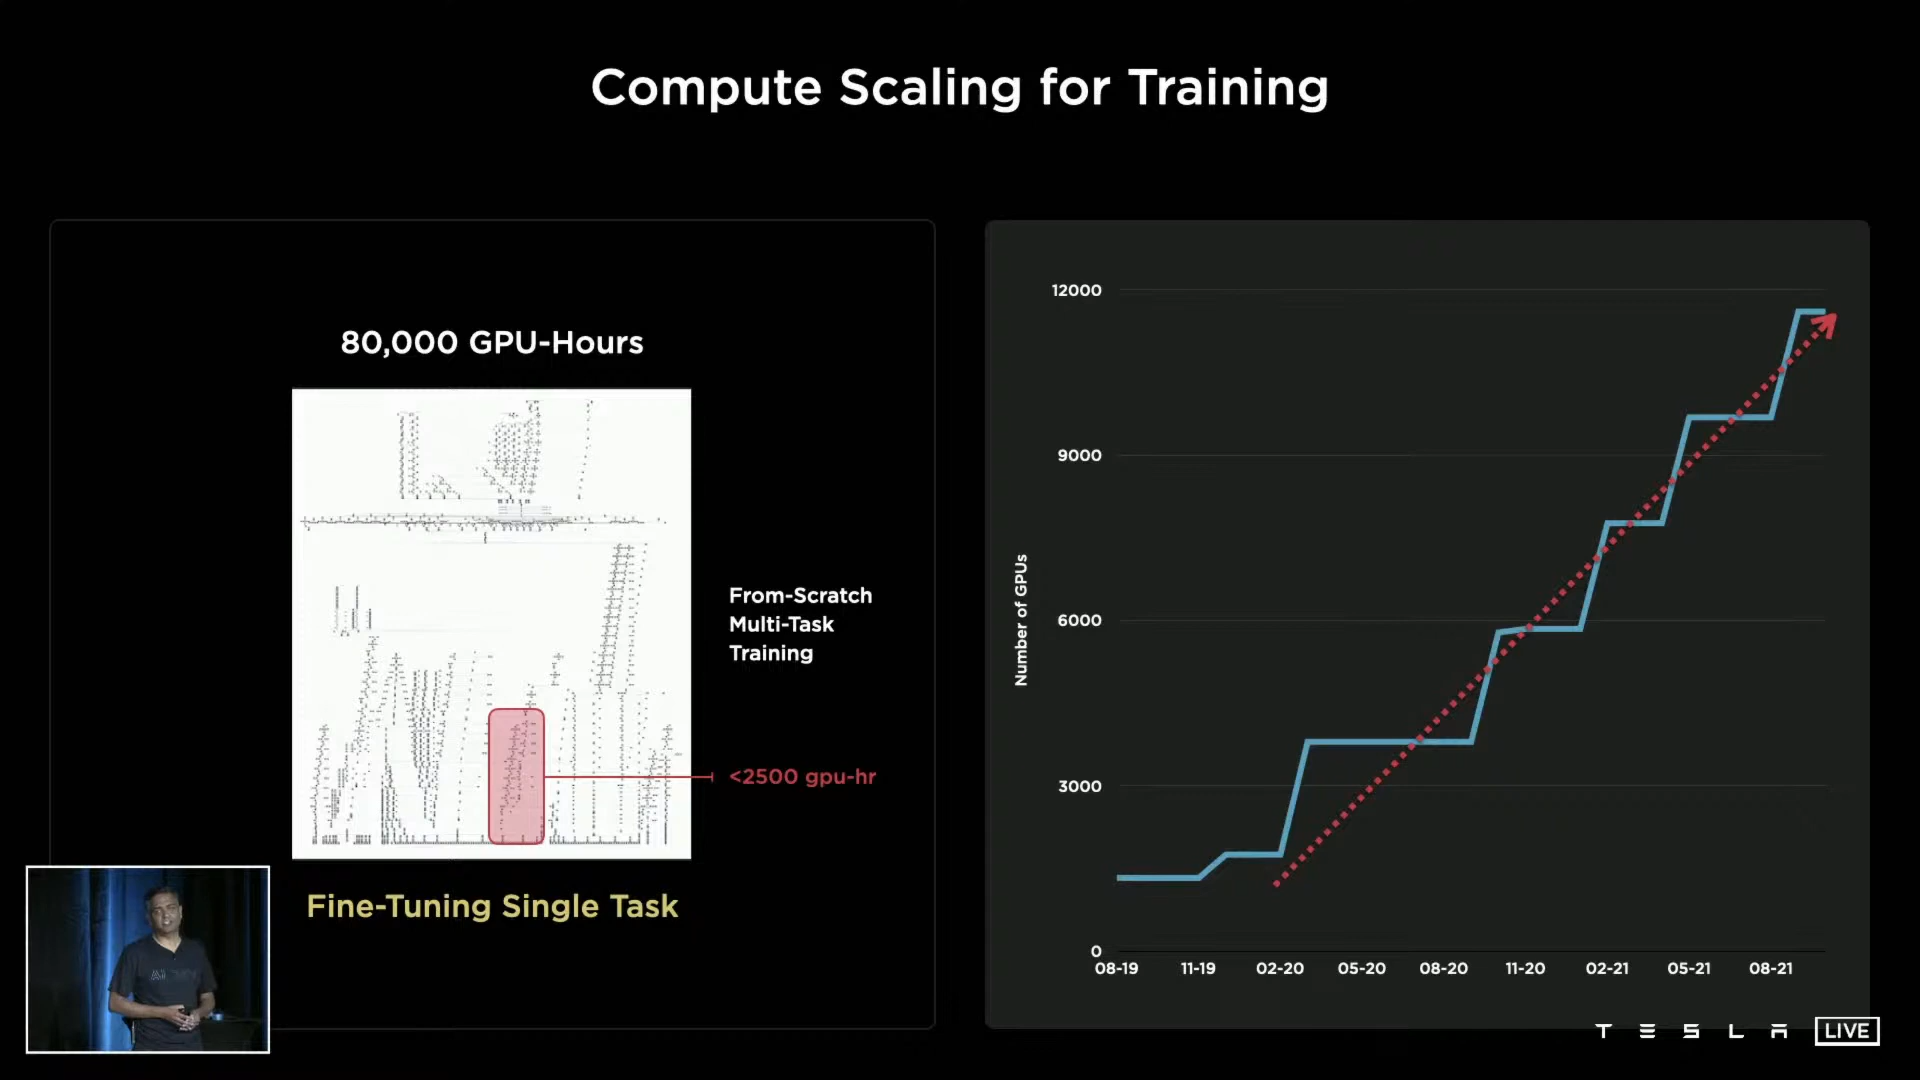 Compute Scaling for Training
80,000 GPU-Hours
From-Scratch
Multi-Task
Training
<2500 gpu-hr
Fine-Tuning Single Task
Number of GPUs
12000
9000
6000
3000
0
08-19 11-19 02-20 05-20 08-20 11-20 02-21 05-21 08-21
AI
TESLA LIVE